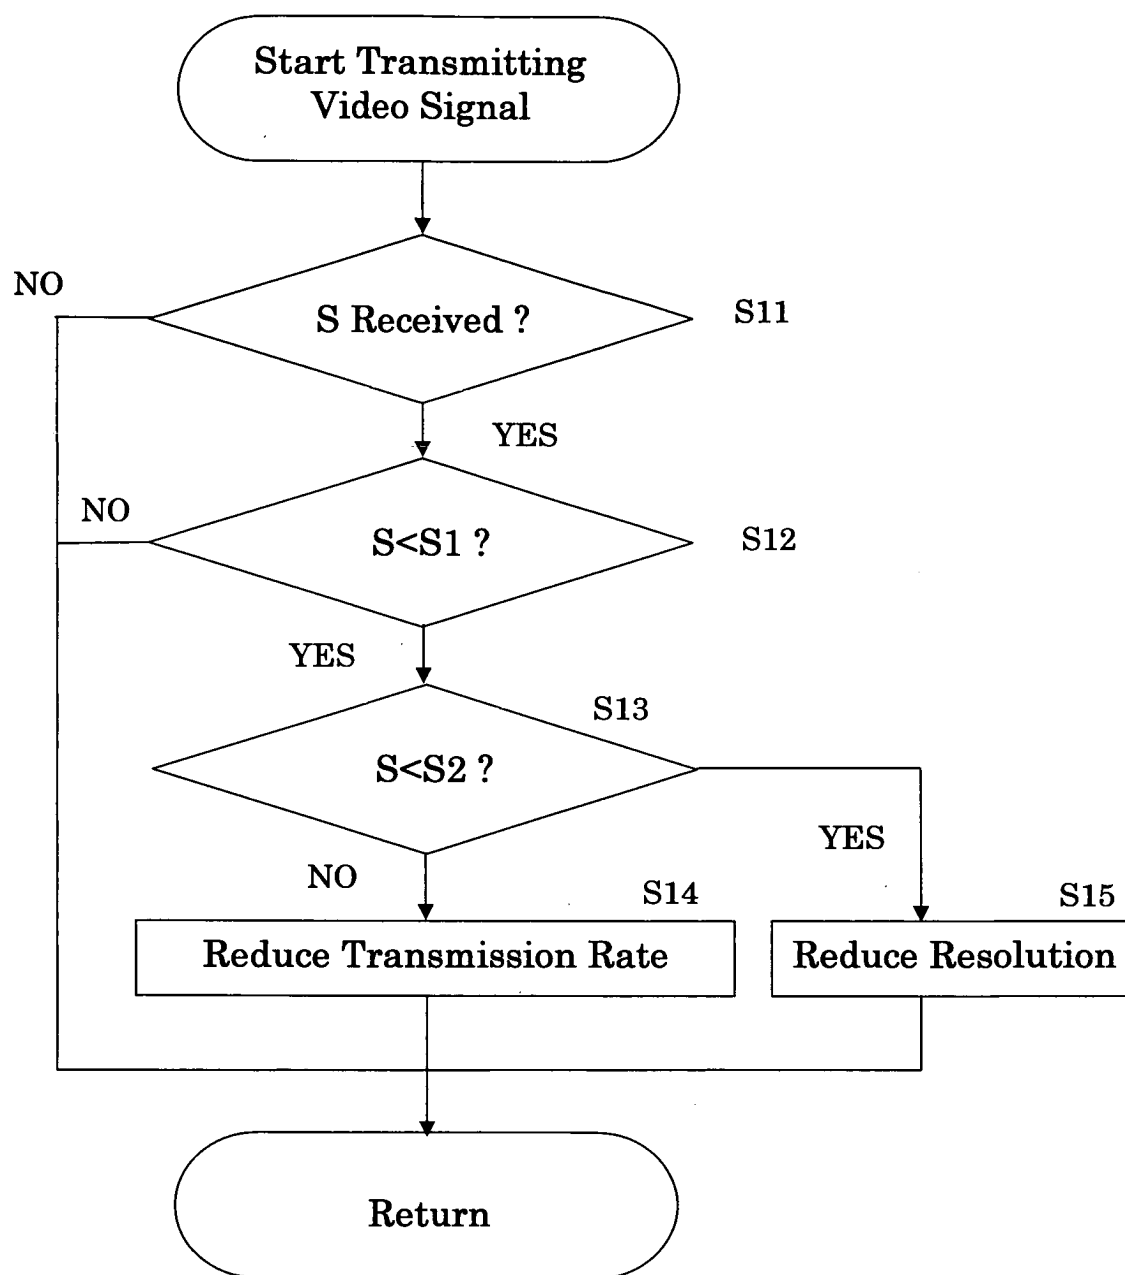 Start Transmitting
Video Signal
NO
S Received ?
S11
YES
NO
S<S1 ?
S12
YES
S13
S<S2 ?
YES
NO
S14
S15
Reduce Transmission Rate
Reduce Resolution
Return